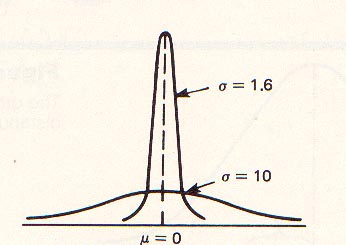 σ = 1.6
σ = 10
μ = 0